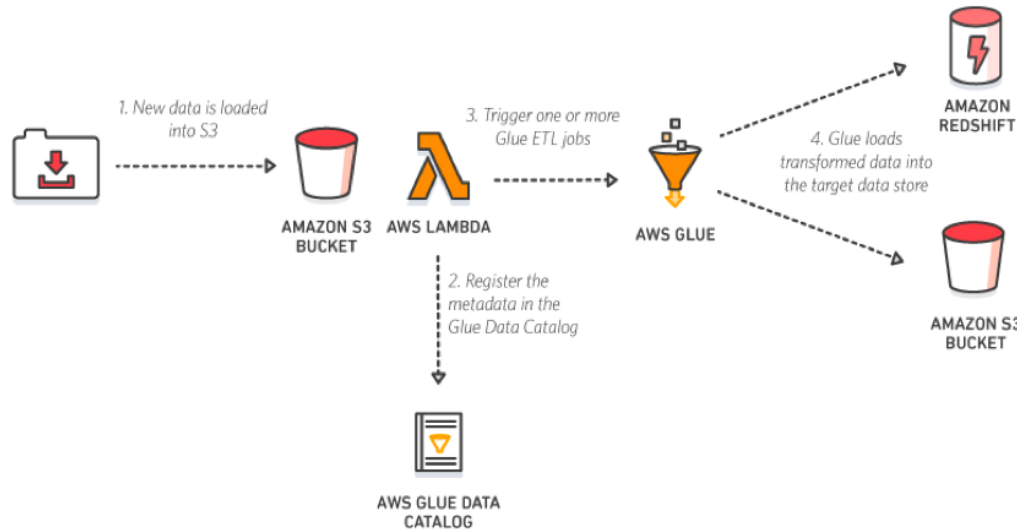 1. New data is loaded
into S3
AMAZON S3
BUCKET
AWS LAMBDA
3. Trigger one or more
Glue ETL jobs
AWS GLUE
AMAZON
REDSHIFT
4. Glue loads
transformed data into
the target data store
AMAZON S3
BUCKET
2. Register the
metadata in the
Glue Data Catalog
AWS GLUE DATA
CATALOG